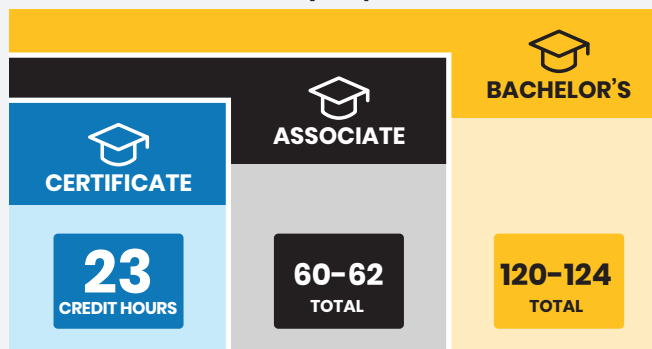 CERTIFICATE
23
CREDIT HOURS
ASSOCIATE
60-62
TOTAL
BACHELOR'S
120-124
TOTAL